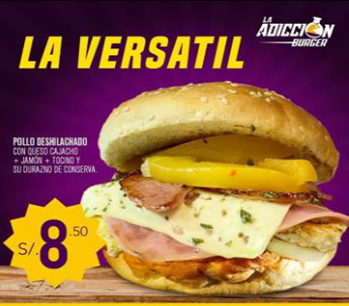 LA ADICCIÓN
BURGER
LA VERSATIL
POLLO DESHILACHADO
CON QUESO CAJACHO
+ JAMÓN + TOCINO Y
SU DURAZNO DE CONSERVA.
S/. 8.50